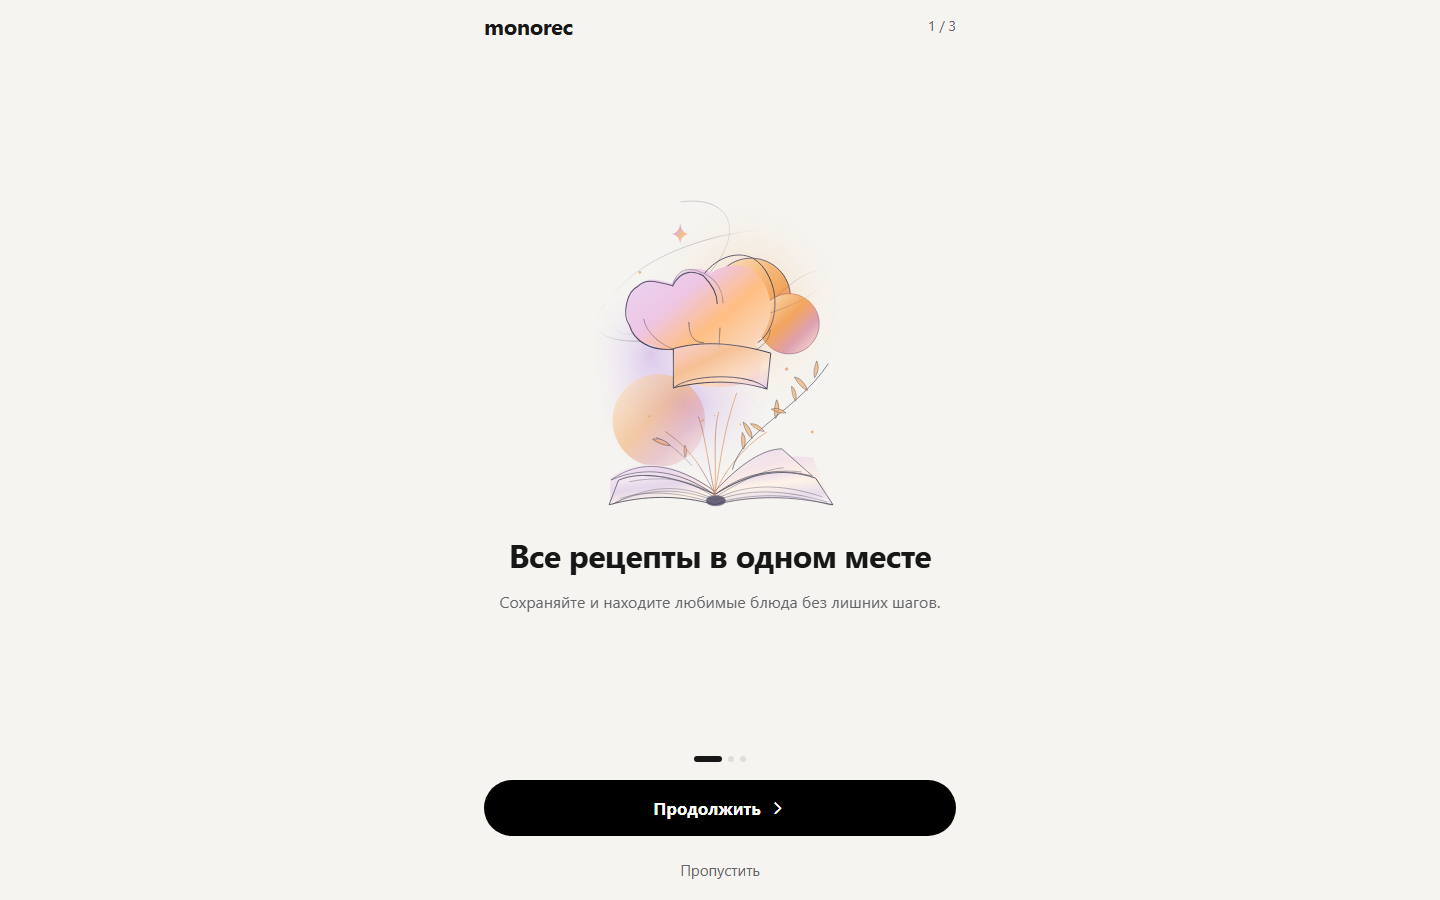 monorec
1 / 3
Все рецепты в одном месте
Сохраняйте и находите любимые блюда без лишних шагов.
Продолжить
Пропустить